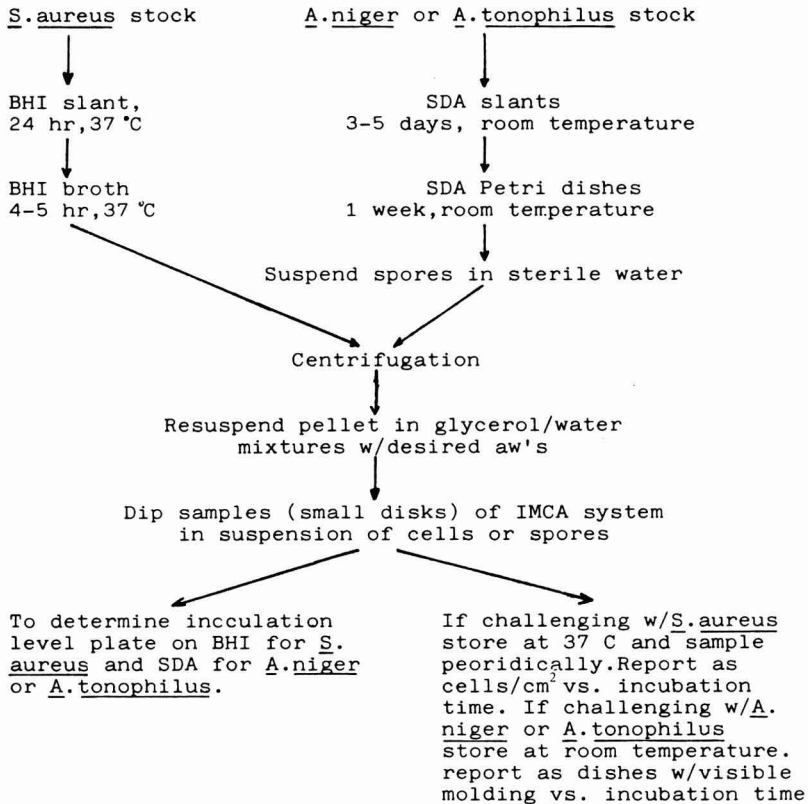 S.aureus stock
A.niger or A.tonophilus stock
BHI slant,
24 hr,37 °C
SDA slants
3-5 days, room temperature
BHI broth
4-5 hr,37 °C
SDA Petri dishes
1 week,room temperature
Suspend spores in sterile water
Centrifugation
Resuspend pellet in glycerol/water
mixtures w/desired aw's
Dip samples (small disks) of IMCA system
in suspension of cells or spores
To determine incculation
level plate on BHI for S.
aureus and SDA for A.niger
or A.tonophilus.
If challenging w/S.aureus
store at 37 C and sample
peoridically.Report as
cells/cm² vs. incubation
time. If challenging w/A.
niger or A.tonophilus
store at room temperature.
report as dishes w/visible
molding vs. incubation time